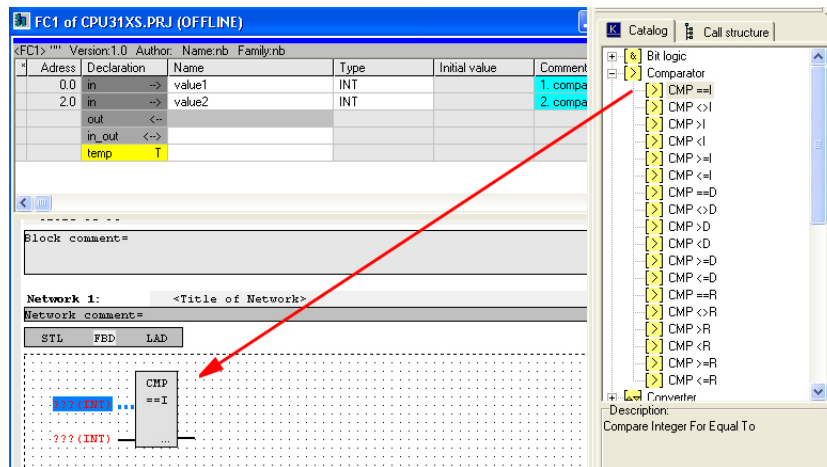 FC1 of CPU31XS.PRJ (OFFLINE)
<FC1> "" Version:1.0 Author: Name:nb Family:nb
* Adress Declaration Name Type Initial value Comment
0.0 in --> value1 INT 1. compa
2.0 in --> value2 INT 2. compa
out <--
in_out <-->
temp T
Block comment=
Network 1: <Title of Network>
Network comment=
STL FBD LAD
CMP
==I
???(INT)
???(INT)
...
Catalog Call structure
Bit logic
Comparator
CMP ==I
CMP <>I
CMP >I
CMP <I
CMP >=I
CMP <=I
CMP ==D
CMP <>D
CMP >D
CMP <D
CMP >=D
CMP <=D
CMP ==R
CMP <>R
CMP >R
CMP <R
CMP >=R
CMP <=R
Converter
Description:
Compare Integer For Equal To